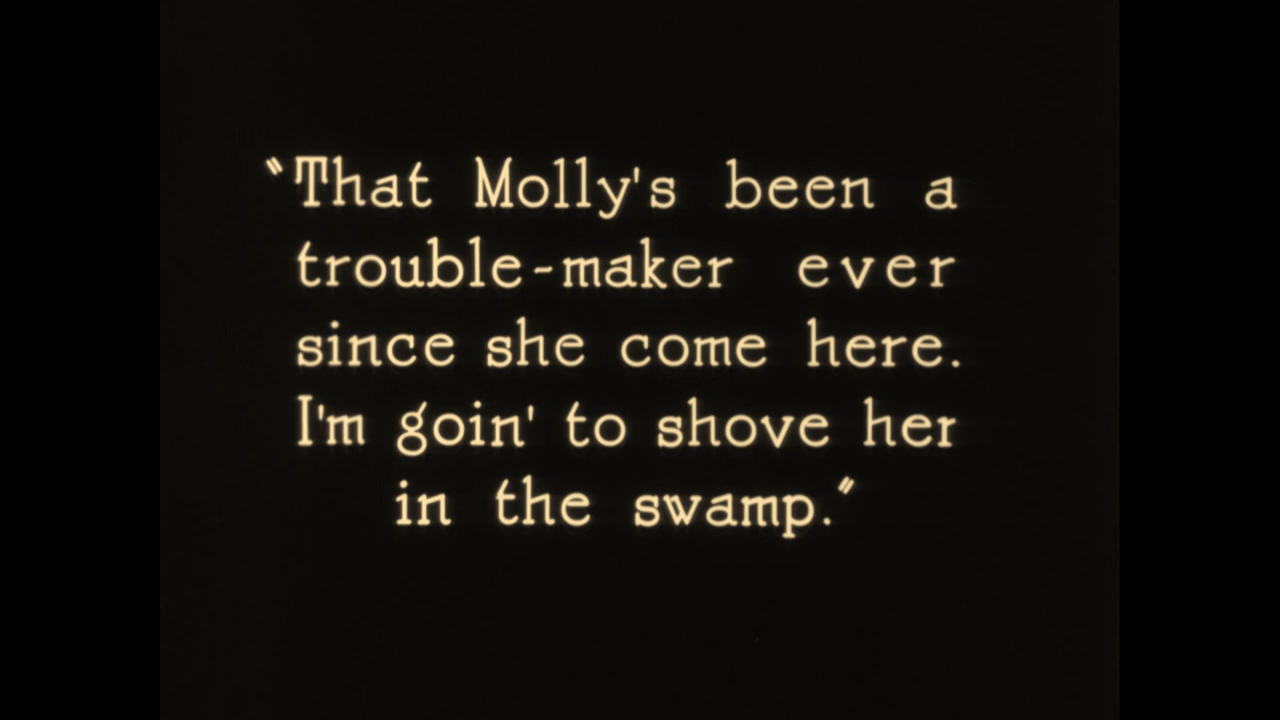 "That Molly's been a
trouble-maker ever
since she come here.
I'm goin' to shove her
in the swamp."